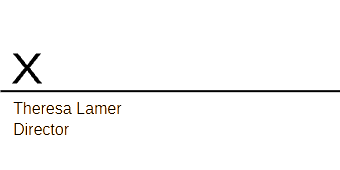 X
Theresa Lamer
Director